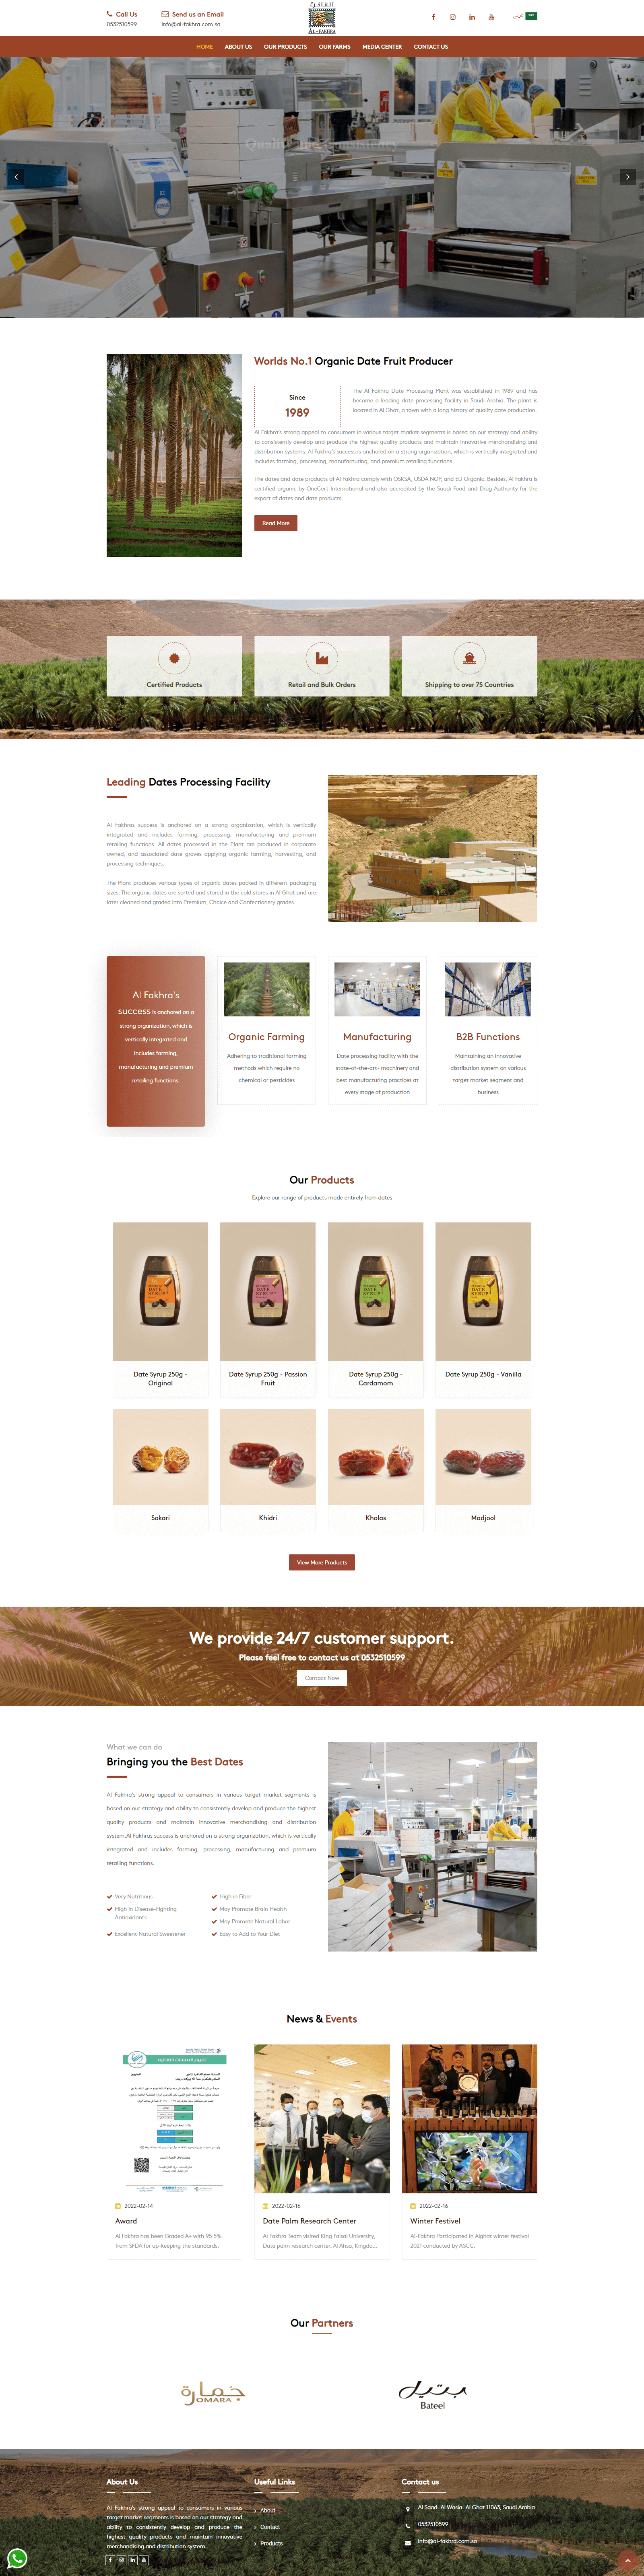 Call Us
0532510599
Send us an Email
info@al-fakhra.com.sa
AL-FAKHRA
عربي
HOME
ABOUT US
OUR PRODUCTS
OUR FARMS
MEDIA CENTER
CONTACT US
Worlds No.1 Organic Date Fruit Producer
Since
1989
The Al Fakhra Date Processing Plant was established in 1989 and has
become a leading date processing facility in Saudi Arabia. The plant is
located in Al Ghat, a town with a long history of quality date production.
Al Fakhra's strong appeal to consumers in various target market segments is based on our strategy and ability
to consistently develop and produce the highest quality products and maintain innovative merchandising and
distribution systems. Al Fakhra's success is anchored on a strong organization, which is vertically integrated and
includes farming, processing, manufacturing, and premium retailing functions.
The dates and date products of Al Fakhra comply with OSKSA, USDA NOP, and EU Organic. Besides, Al Fakhra is
certified organic by OneCert International and also accredited by the Saudi Food and Drug Authority for the
export of dates and date products.
Read More
Certified Products
Retail and Bulk Orders
Shipping to over 75 Countries
Leading Dates Processing Facility
Al Fakhras success is anchored on a strong organization, which is vertically
integrated and includes farming, processing, manufacturing and premium
retailing functions. All dates processed in the Plant are produced in corporate
owned, and associated date groves applying organic farming, harvesting, and
processing techniques.
The Plant produces various types of organic dates packed in different packaging
sizes. The organic dates are sorted and stored in the cold stores in Al Ghat and are
later cleaned and graded into Premium, Choice and Confectionery grades.
Al Fakhra's
success is anchored on a
strong organization, which is
vertically integrated and
includes farming,
manufacturing and premium
retailing functions.
Organic Farming
Adhering to traditional farming
methods which require no
chemical or pesticides
Manufacturing
Date processing facility with the
state-of-the-art- machinery and
best manufacturing practices at
every stage of production
B2B Functions
Maintaining an innovative
distribution system on various
target market segment and
business
Our Products
Explore our range of products made entirely from dates
DATE
SYRUP
DATE
SYRUP
DATE
SYRUP
DATE
SYRUP
Date Syrup 250g -
Original
Date Syrup 250g - Passion
Fruit
Date Syrup 250g -
Cardamom
Date Syrup 250g - Vanilla
Sokari
Khidri
Kholas
Madjool
View More Products
We provide 24/7 customer support.
Please feel free to contact us at 0532510599
Contact Now
What we can do
Bringing you the Best Dates
Al Fakhra's strong appeal to consumers in various target market segments is
based on our strategy and ability to consistently develop and produce the highest
quality products and maintain innovative merchandising and distribution
system.Al Fakhras success is anchored on a strong organization, which is vertically
integrated and includes farming, processing, manufacturing and premium
retailing functions.
Very Nutritious
High in Disease-Fighting
Antioxidants
Excellent Natural Sweetener
High in Fiber
May Promote Brain Health
May Promote Natural Labor
Easy to Add to Your Diet
News & Events
2022-02-14
Award
Al Fakhra has been Graded A+ with 95.5%
from SFDA for up-keeping the standards.
2022-02-16
Date Palm Research Center
Al Fakhra Team visited King Faisal University,
Date palm research center. Al Ahsa, Kingdo...
2022-02-16
Winter Festivel
Al-Fakhra Participated in Alghat winter festival
2021 conducted by ASCC.
Our Partners
جمارة
JOMARA
بتيل
Bateel
About Us
Al Fakhra's strong appeal to consumers in various
target market segments is based on our strategy and
ability to consistently develop and produce the
highest quality products and maintain innovative
merchandising and distribution system
Useful Links
About
Contact
Products
Contact us
Al Saad- Al Wasia- Al Ghat 11063, Saudi Arabia
0532510599
info@al-fakhra.com.sa